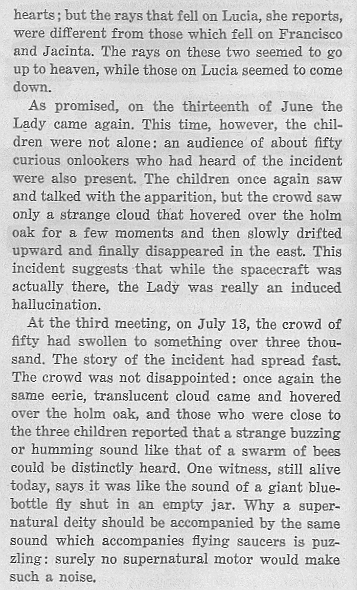 hearts; but the rays that fell on Lucia, she reports,
were different from those which fell on Francisco
and Jacinta. The rays on these two seemed to go
up to heaven, while those on Lucia seemed to come
down.
As promised, on the thirteenth of June the
Lady came again. This time, however, the chil-
dren were not alone: an audience of about fifty
curious onlookers who had heard of the incident
were also present. The children once again saw
and talked with the apparition, but the crowd saw
only a strange cloud that hovered over the holm
oak for a few moments and then slowly drifted
upward and finally disappeared in the east. This
incident suggests that while the spacecraft was
actually there, the Lady was really an induced
hallucination.
At the third meeting, on July 13, the crowd of
fifty had swollen to something over three thou-
sand. The story of the incident had spread fast.
The crowd was not disappointed: once again the
same eerie, translucent cloud came and hovered
over the holm oak, and those who were close to
the three children reported that a strange buzzing
or humming sound like that of a swarm of bees
could be distinctly heard. One witness, still alive
today, says it was like the sound of a giant blue-
bottle fly shut in an empty jar. Why a super-
natural deity should be accompanied by the same
sound which accompanies flying saucers is puz-
zling: surely no supernatural motor would make
such a noise.